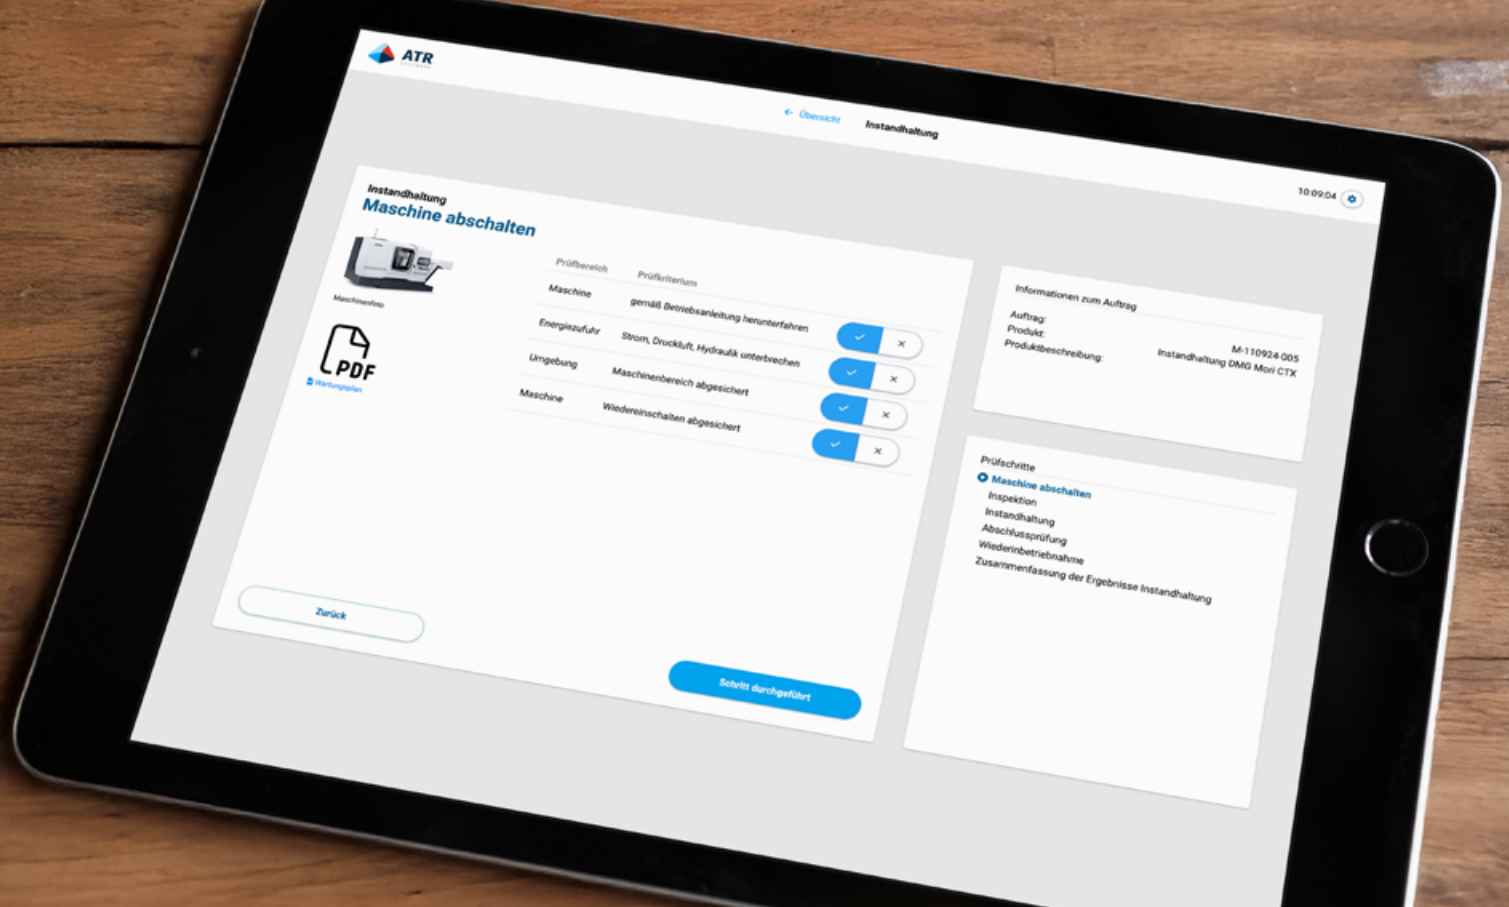 ATR
SOFTWARE
← Übersicht
Instandhaltung
10:09:04
Instandhaltung
Maschine abschalten
Maschinenfoto
PDF
Wartungsplan
Prüfbereich Prüfkriterium
Maschine gemäß Betriebsanleitung herunterfahren
Energiezufuhr Strom, Druckluft, Hydraulik unterbrechen
Umgebung Maschinenbereich abgesichert
Maschine Wiedereinschalten abgesichert
Zurück
Schritt durchgeführt
Informationen zum Auftrag
Auftrag: M-110924-005
Produkt: Instandhaltung DMG Mori CTX
Produktbeschreibung:
Prüfschritte
Maschine abschalten
Inspektion
Instandhaltung
Abschlussprüfung
Wiederinbetriebnahme
Zusammenfassung der Ergebnisse Instandhaltung